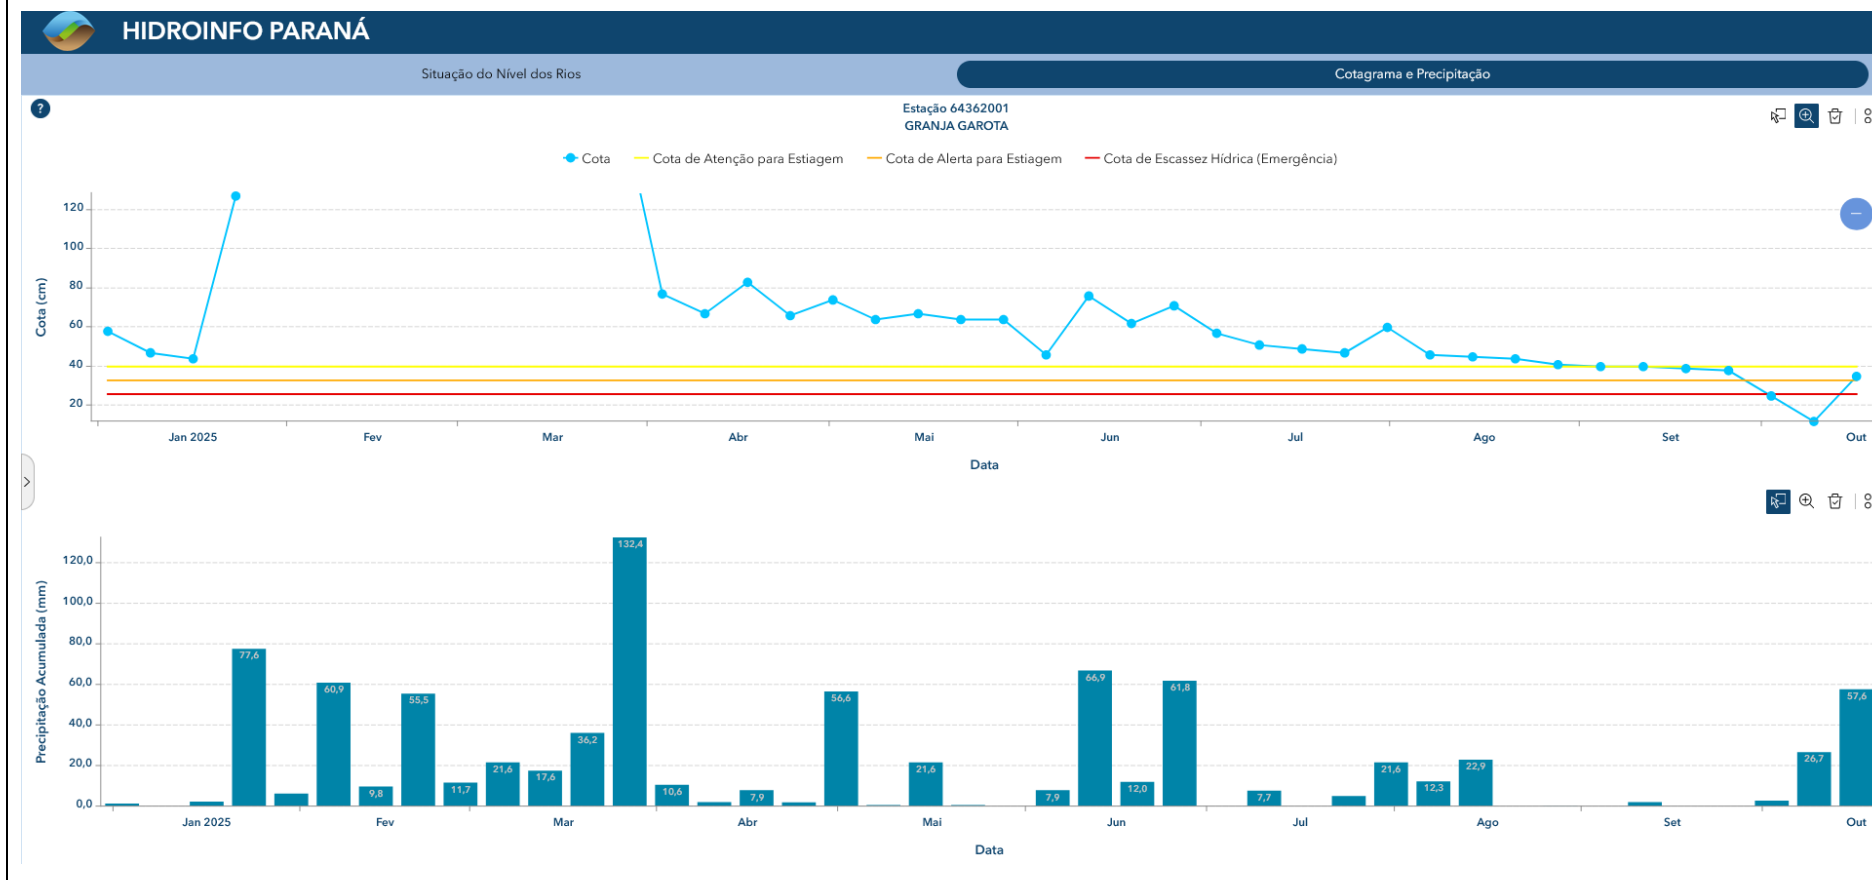 HIDROINFO PARANÁ
Situação do Nível dos Rios
Cotagrama e Precipitação
?
Estação 64362001
GRANJA GAROTA
Cota
Cota de Atenção para Estiagem
Cota de Alerta para Estiagem
Cota de Escassez Hídrica (Emergência)
Cota (cm)
120
100
80
60
40
20
Jan 2025
Fev
Mar
Abr
Mai
Jun
Jul
Ago
Set
Out
Data
Precipitação Acumulada (mm)
120,0
100,0
80,0
60,0
40,0
20,0
0,0
77,6
60,9
9,8
55,5
11,7
21,6
17,6
36,2
132,4
10,6
7,9
56,6
21,6
7,9
66,9
12,0
61,8
7,7
21,6
12,3
22,9
26,7
57,6
Jan 2025
Fev
Mar
Abr
Mai
Jun
Jul
Ago
Set
Out
Data